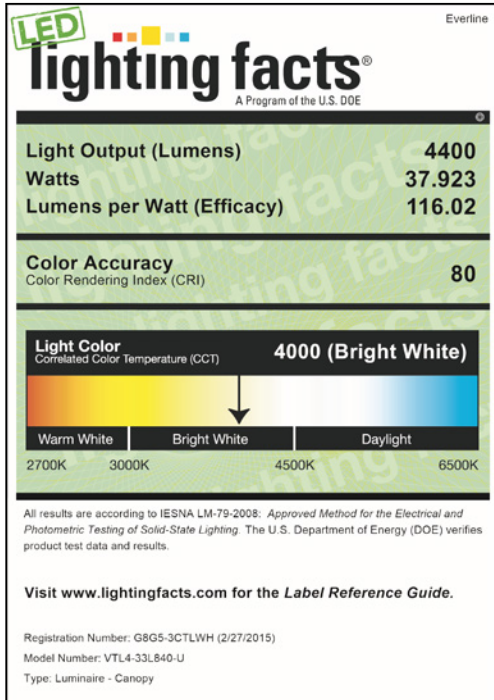 Everline
LED
lighting facts®
A Program of the U.S. DOE
Light Output (Lumens) 4400
Watts 37.923
Lumens per Watt (Efficacy) 116.02
Color Accuracy
Color Rendering Index (CRI) 80
Light Color
Correlated Color Temperature (CCT) 4000 (Bright White)
Warm White Bright White Daylight
2700K 3000K 4500K 6500K
All results are according to IESNA LM-79-2008: Approved Method for the Electrical and
Photometric Testing of Solid-State Lighting. The U.S. Department of Energy (DOE) verifies
product test data and results.
Visit www.lightingfacts.com for the Label Reference Guide.
Registration Number: G8G5-3CTLWH (2/27/2015)
Model Number: VTL4-33L840-U
Type: Luminaire - Canopy